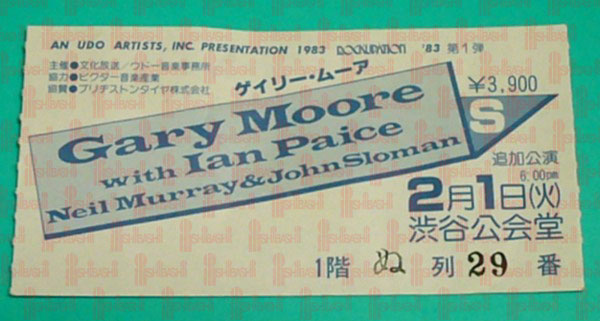 AN UDO ARTISTS, INC. PRESENTATION 1983 ROCKUPATION '83 第1弾
主催●文化放送／ウドー音楽事務所
協力●ビクター音楽産業
協賛●ブリヂストンタイヤ株式会社
ゲイリー・ムーア
¥3,900
Gary Moore
with Ian Paice
Neil Murray & John Sloman
S
追加公演
6:00pm
2月1日(火)
渋谷公会堂
1階 ぬ 列 29 番